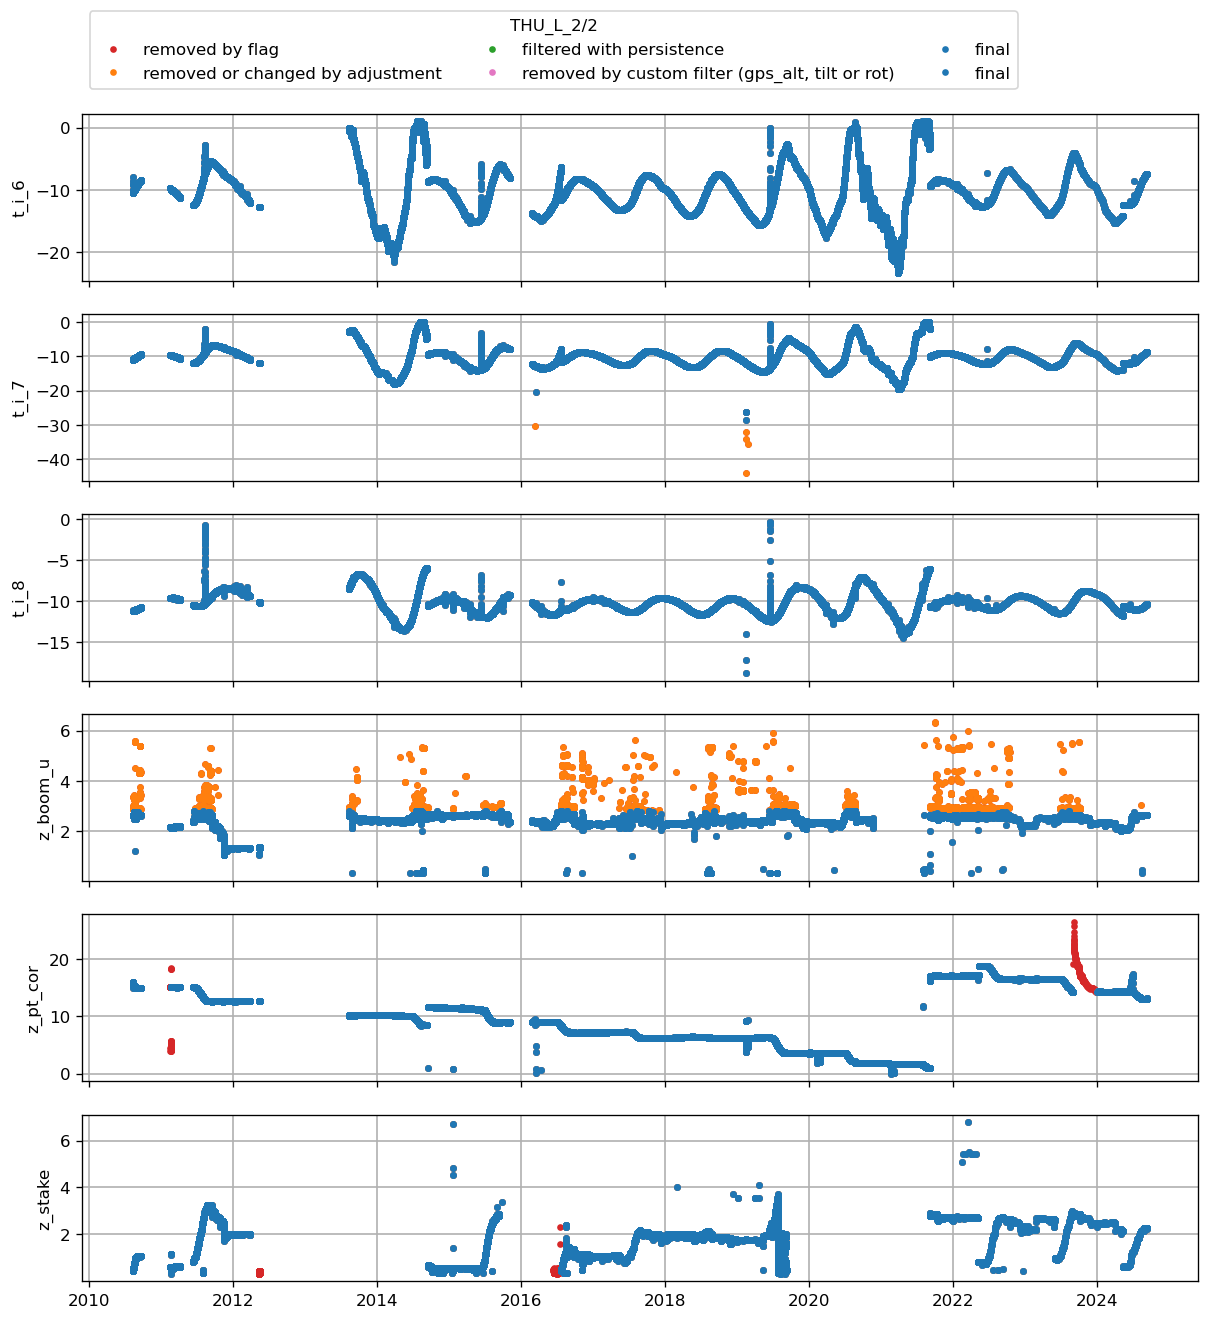 THU_L_2/2
removed by flag
filtered with persistence
final
removed or changed by adjustment
removed by custom filter (gps_alt, tilt or rot)
final
0
−10
−20
t_i_6
0
−10
−20
−30
−40
t_i_7
0
−5
−10
−15
t_i_8
6
4
2
z_boom_u
20
10
0
z_pt_cor
6
4
2
z_stake
2010 2012 2014 2016 2018 2020 2022 2024